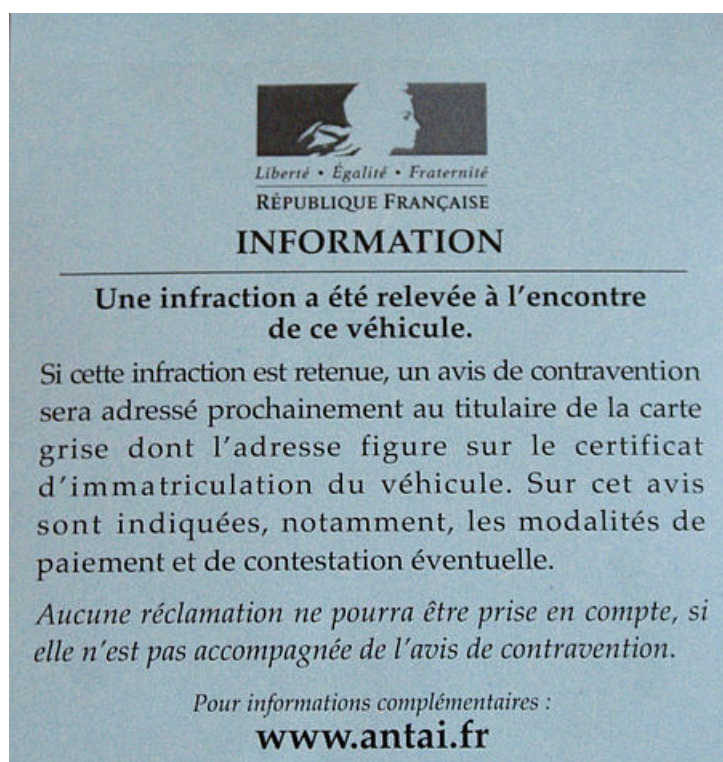 Liberté • Égalité • Fraternité
RÉPUBLIQUE FRANÇAISE
INFORMATION
Une infraction a été relevée à l'encontre
de ce véhicule.
Si cette infraction est retenue, un avis de contravention
sera adressé prochainement au titulaire de la carte
grise dont l'adresse figure sur le certificat
d'immatriculation du véhicule. Sur cet avis
sont indiquées, notamment, les modalités de
paiement et de contestation éventuelle.
Aucune réclamation ne pourra être prise en compte, si
elle n'est pas accompagnée de l'avis de contravention.
Pour informations complémentaires :
www.antai.fr